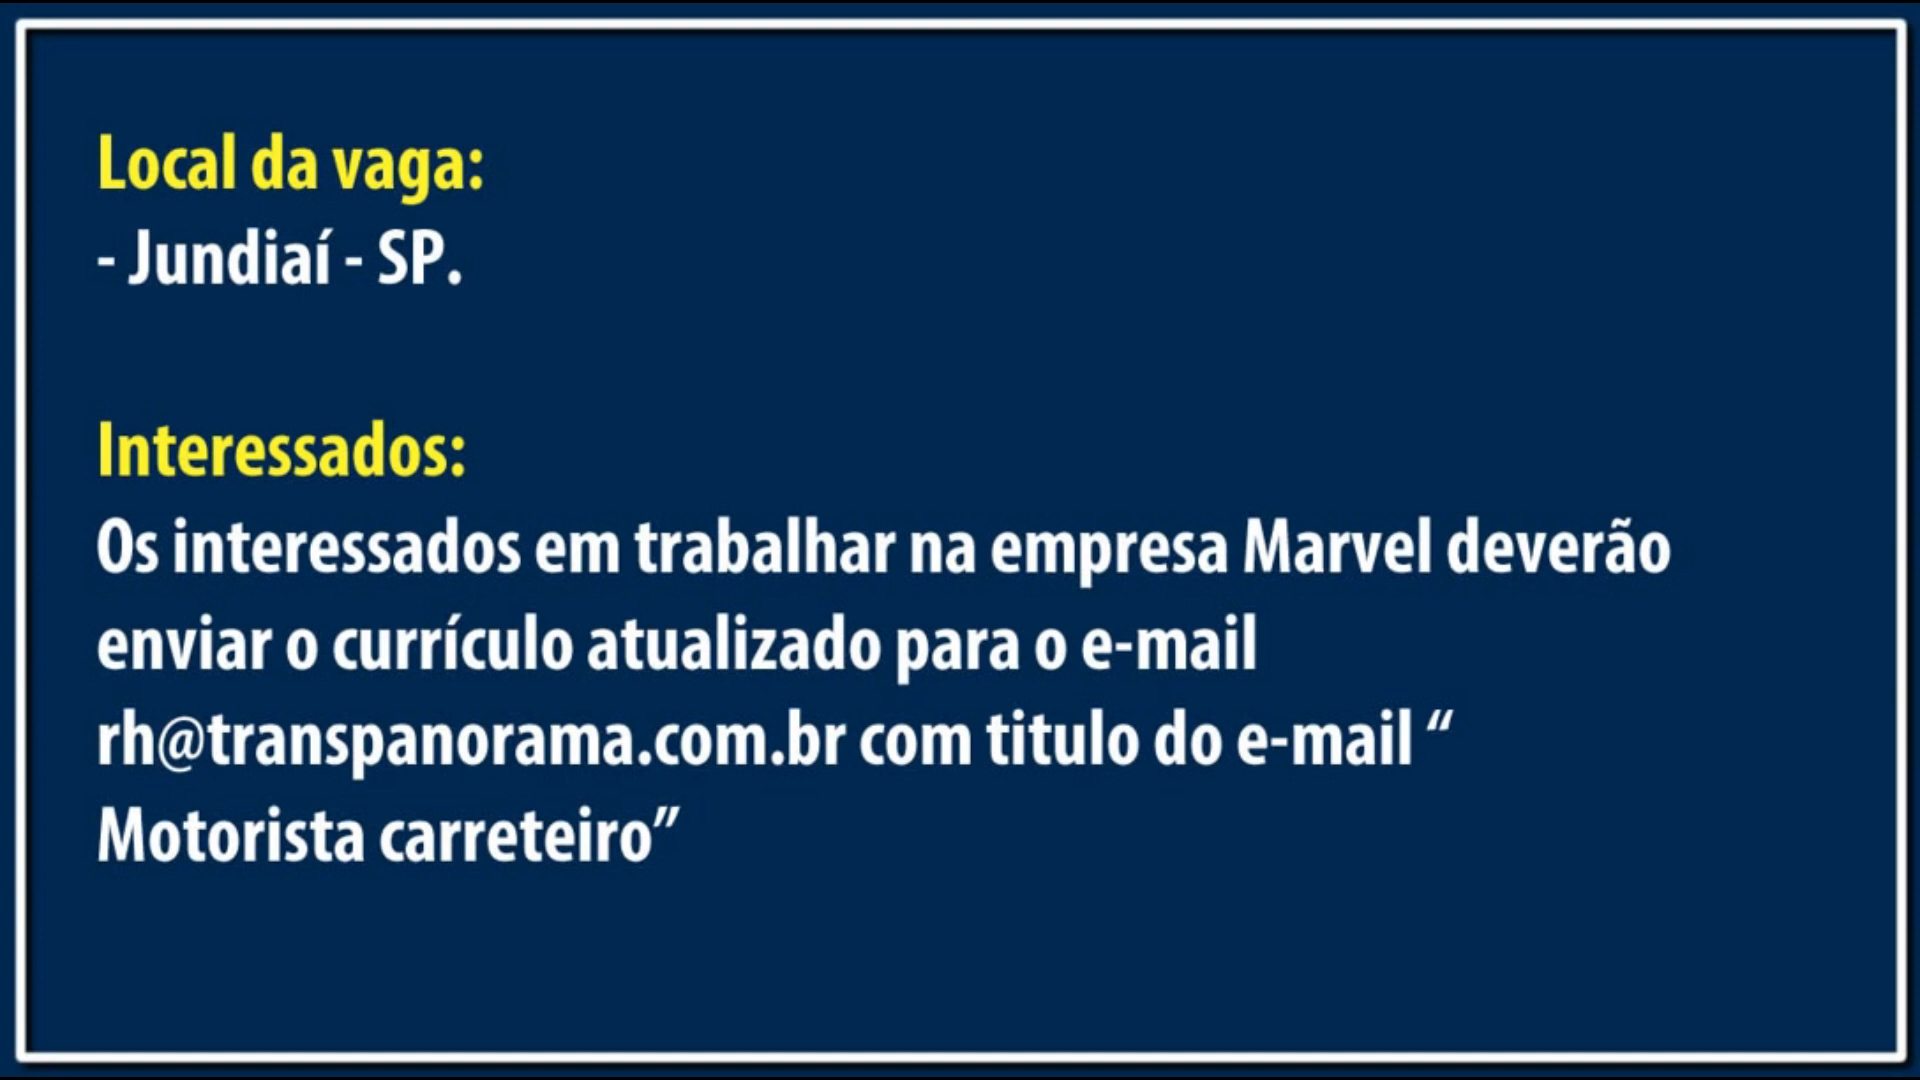 Local da vaga:
- Jundiaí - SP.
Interessados:
Os interessados em trabalhar na empresa Marvel deverão
enviar o currículo atualizado para o e-mail
rh@transpanorama.com.br com titulo do e-mail “
Motorista carreteiro”